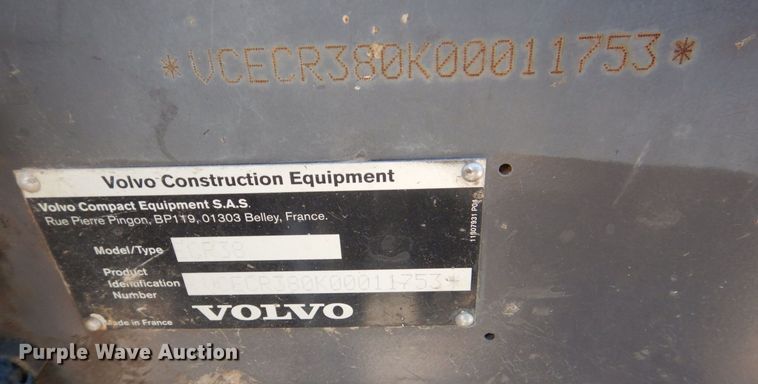 *VCECR380K00011753*
Volvo Construction Equipment
Volvo Compact Equipment S.A.S.
Rue Pierre Pingon, BP119, 01303 Belley, France.
Model/Type ECR38
Product
Identification *CECR380K00011753*
Number
VOLVO
Made in France
Purple Wave Auction